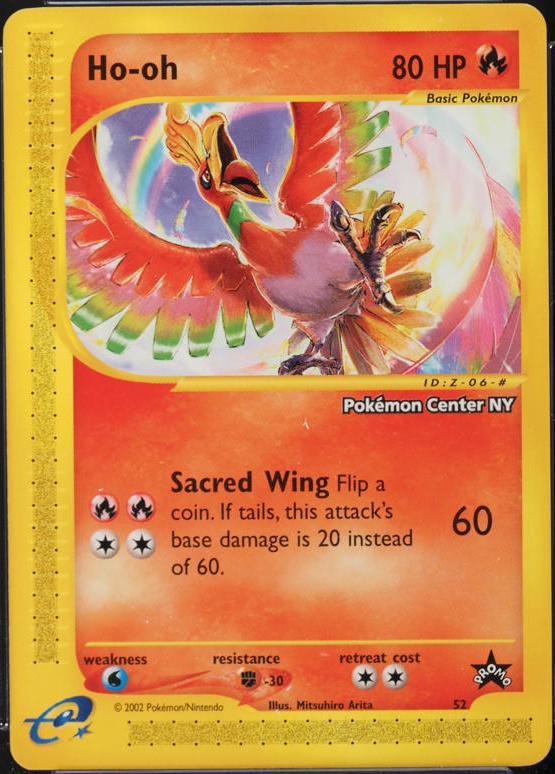 Ho-oh 80 HP
Basic Pokémon
ID:Z-06-#
Pokémon Center NY
Sacred Wing Flip a
coin. If tails, this attack's
base damage is 20 instead
of 60.
60
weakness resistance retreat cost
-30
PROMO
© 2002 Pokémon/Nintendo Illus. Mitsuhiro Arita 52
e